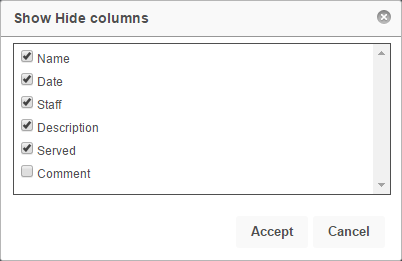 Show Hide columns
Name
Date
Staff
Description
Served
Comment
Accept Cancel